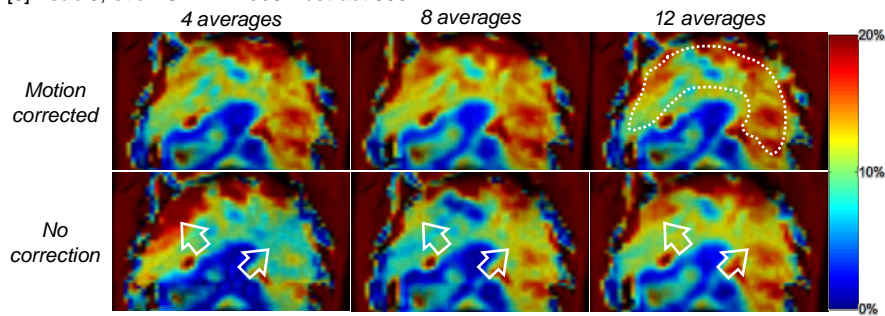 4 averages 8 averages 12 averages
Motion
corrected
20%
10%
No
correction
0%